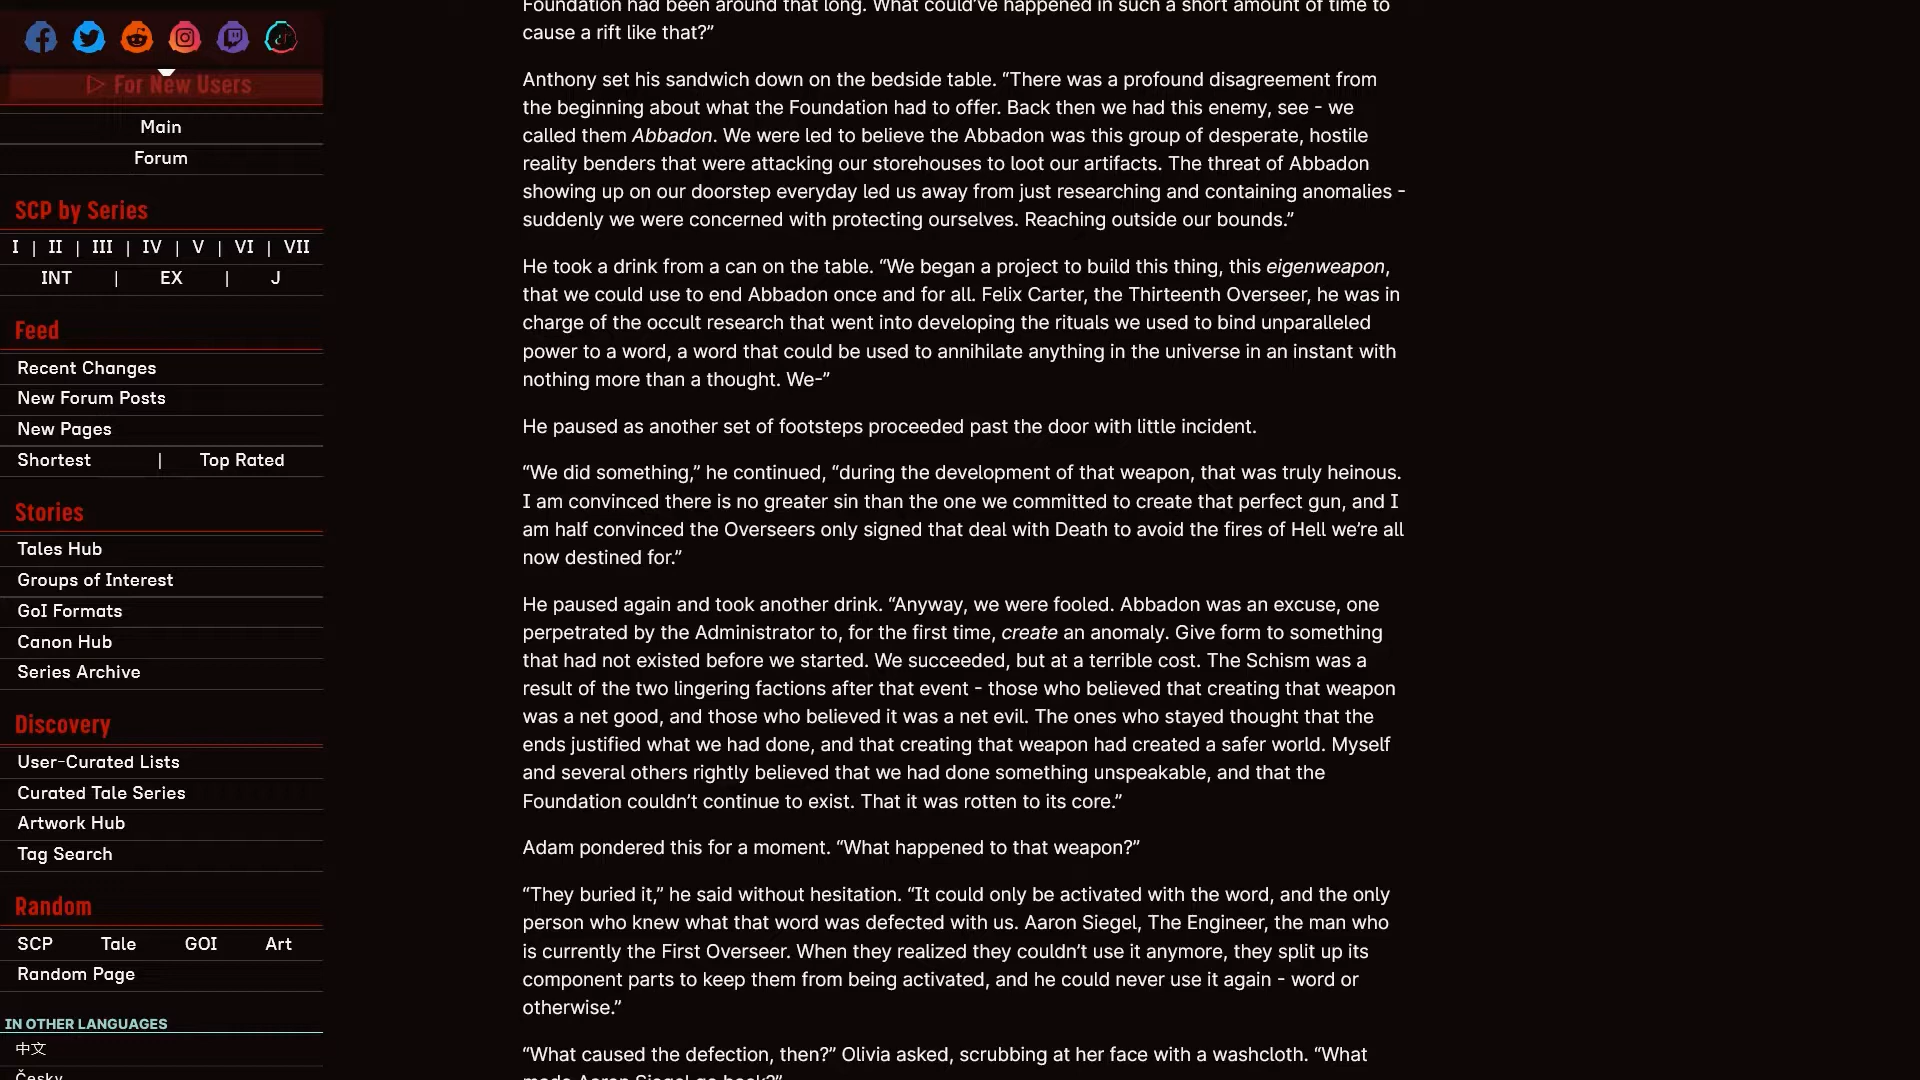 ▷ For New Users
Main
Forum
SCP by Series
I | II | III | IV | V | VI | VII
INT | EX | J
Feed
Recent Changes
New Forum Posts
New Pages
Shortest | Top Rated
Stories
Tales Hub
Groups of Interest
GoI Formats
Canon Hub
Series Archive
Discovery
User-Curated Lists
Curated Tale Series
Artwork Hub
Tag Search
Random
SCP Tale GOI Art
Random Page
IN OTHER LANGUAGES
中文
Česky
Foundation had been around that long. What could’ve happened in such a short amount of time to
cause a rift like that?”
Anthony set his sandwich down on the bedside table. “There was a profound disagreement from
the beginning about what the Foundation had to offer. Back then we had this enemy, see - we
called them Abbadon. We were led to believe the Abbadon was this group of desperate, hostile
reality benders that were attacking our storehouses to loot our artifacts. The threat of Abbadon
showing up on our doorstep everyday led us away from just researching and containing anomalies -
suddenly we were concerned with protecting ourselves. Reaching outside our bounds.”
He took a drink from a can on the table. “We began a project to build this thing, this eigenweapon,
that we could use to end Abbadon once and for all. Felix Carter, the Thirteenth Overseer, he was in
charge of the occult research that went into developing the rituals we used to bind unparalleled
power to a word, a word that could be used to annihilate anything in the universe in an instant with
nothing more than a thought. We-”
He paused as another set of footsteps proceeded past the door with little incident.
“We did something,” he continued, “during the development of that weapon, that was truly heinous.
I am convinced there is no greater sin than the one we committed to create that perfect gun, and I
am half convinced the Overseers only signed that deal with Death to avoid the fires of Hell we’re all
now destined for.”
He paused again and took another drink. “Anyway, we were fooled. Abbadon was an excuse, one
perpetrated by the Administrator to, for the first time, create an anomaly. Give form to something
that had not existed before we started. We succeeded, but at a terrible cost. The Schism was a
result of the two lingering factions after that event - those who believed that creating that weapon
was a net good, and those who believed it was a net evil. The ones who stayed thought that the
ends justified what we had done, and that creating that weapon had created a safer world. Myself
and several others rightly believed that we had done something unspeakable, and that the
Foundation couldn’t continue to exist. That it was rotten to its core.”
Adam pondered this for a moment. “What happened to that weapon?”
“They buried it,” he said without hesitation. “It could only be activated with the word, and the only
person who knew what that word was defected with us. Aaron Siegel, The Engineer, the man who
is currently the First Overseer. When they realized they couldn’t use it anymore, they split up its
component parts to keep them from being activated, and he could never use it again - word or
otherwise.”
“What caused the defection, then?” Olivia asked, scrubbing at her face with a washcloth. “What
made Aaron Siegel go back?”